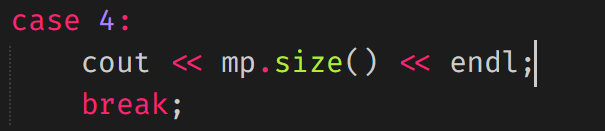 case 4:
    cout << mp.size() << endl;
    break;